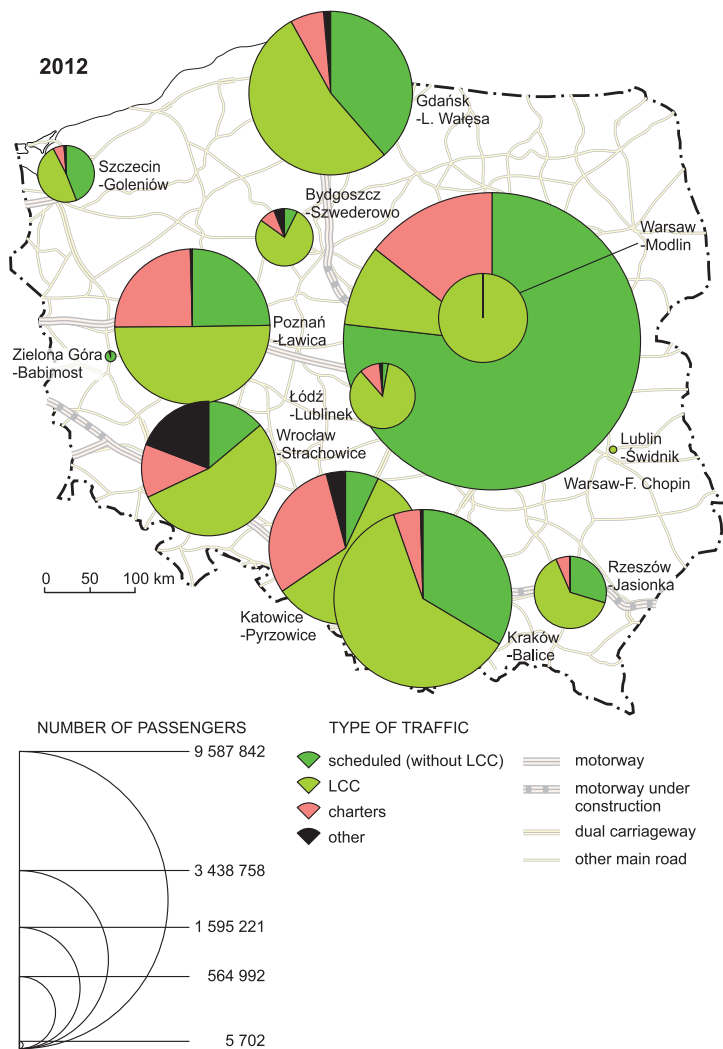 2012
Gdańsk
-L. Wałęsa
Szczecin
-Goleniów
Bydgoszcz
-Szwederowo
Warsaw
-Modlin
Poznań
-Ławica
Zielona Góra
-Babimost
Łódź
-Lublinek
Wrocław
-Strachowice
Lublin
-Świdnik
Warsaw-F. Chopin
Rzeszów
-Jasionka
0 50 100 km
Katowice
-Pyrzowice
Kraków
-Balice
NUMBER OF PASSENGERS
9 587 842
3 438 758
1 595 221
564 992
5 702
TYPE OF TRAFFIC
scheduled (without LCC)
LCC
charters
other
motorway
motorway under
construction
dual carriageway
other main road